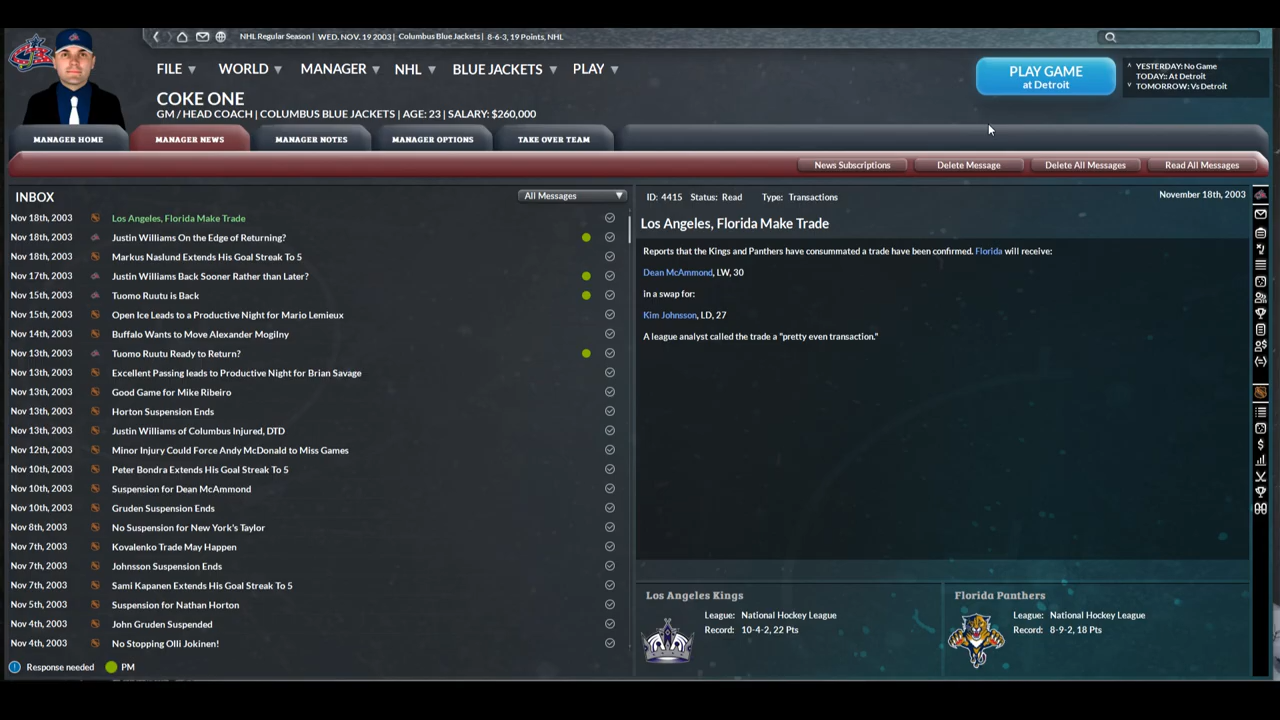 NHL Regular Season | WED. NOV. 19 2003 | Columbus Blue Jackets | 8-6-3, 19 Points, NHL
FILE WORLD MANAGER NHL BLUE JACKETS PLAY
PLAY GAME
at Detroit
YESTERDAY: No Game
TODAY:: At Detroit
TOMORROW: Vs Detroit
COKE ONE
GM / HEAD COACH | COLUMBUS BLUE JACKETS | AGE: 23 | SALARY: $260,000
MANAGER HOME MANAGER NEWS MANAGER NOTES MANAGER OPTIONS TAKE OVER TEAM
News Subscriptions Delete Message Delete All Messages Read All Messages
INBOX All Messages
Nov 18th, 2003 Los Angeles, Florida Make Trade
Nov 18th, 2003 Justin Williams On the Edge of Returning?
Nov 18th, 2003 Markus Naslund Extends His Goal Streak To 5
Nov 17th, 2003 Justin Williams Back Sooner Rather than Later?
Nov 15th, 2003 Tuomo Ruutu is Back
Nov 15th, 2003 Open Ice Leads to a Productive Night for Mario Lemieux
Nov 14th, 2003 Buffalo Wants to Move Alexander Mogilny
Nov 13th, 2003 Tuomo Ruutu Ready to Return?
Nov 13th, 2003 Excellent Passing leads to Productive Night for Brian Savage
Nov 13th, 2003 Good Game for Mike Ribeiro
Nov 13th, 2003 Horton Suspension Ends
Nov 13th, 2003 Justin Williams of Columbus Injured, DTD
Nov 12th, 2003 Minor Injury Could Force Andy McDonald to Miss Games
Nov 10th, 2003 Peter Bondra Extends His Goal Streak To 5
Nov 10th, 2003 Suspension for Dean McAmmond
Nov 10th, 2003 Gruden Suspension Ends
Nov 8th, 2003 No Suspension for New York's Taylor
Nov 7th, 2003 Kovalenko Trade May Happen
Nov 7th, 2003 Johnsson Suspension Ends
Nov 7th, 2003 Sami Kapanen Extends His Goal Streak To 5
Nov 5th, 2003 Suspension for Nathan Horton
Nov 4th, 2003 John Gruden Suspended
Nov 4th, 2003 No Stopping Olli Jokinen!
Response needed PM
ID: 4415 Status: Read Type: Transactions November 18th, 2003
Los Angeles, Florida Make Trade
Reports that the Kings and Panthers have consummated a trade have been confirmed. Florida will receive:
Dean McAmmond, LW, 30
in a swap for:
Kim Johnsson, LD, 27
A league analyst called the trade a "pretty even transaction."
Los Angeles Kings
League: National Hockey League
Record: 10-4-2, 22 Pts
Florida Panthers
League: National Hockey League
Record: 8-9-2, 18 Pts